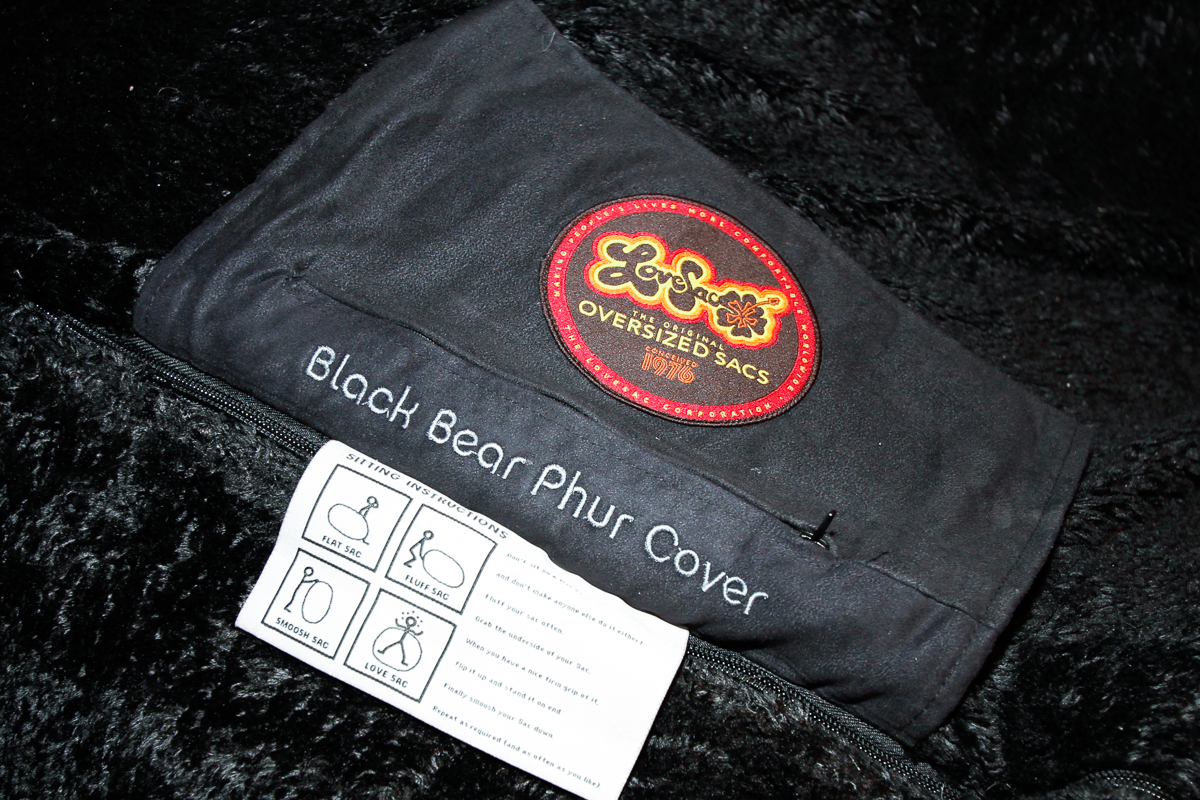 MAKING PEOPLE'S LIVES MORE COMFORTABLE WORLDWIDE
LoveSac
THE ORIGINAL
OVERSIZED SACS
CONCEIVED
1976
• THE LOVESAC CORPORATION •
Black Bear Phur Cover
SITTING INSTRUCTIONS
FLAT SAC
FLUFF SAC
SMOOSH SAC
LOVE SAC
Don't sit on a
and don't make anyone else do it either!
Fluff your Sac often.
Grab the underside of your Sac.
When you have a nice firm grip of it,
flip it up and stand it on end
Finally smoosh your Sac down.
Repeat as required (and as often as you like!)